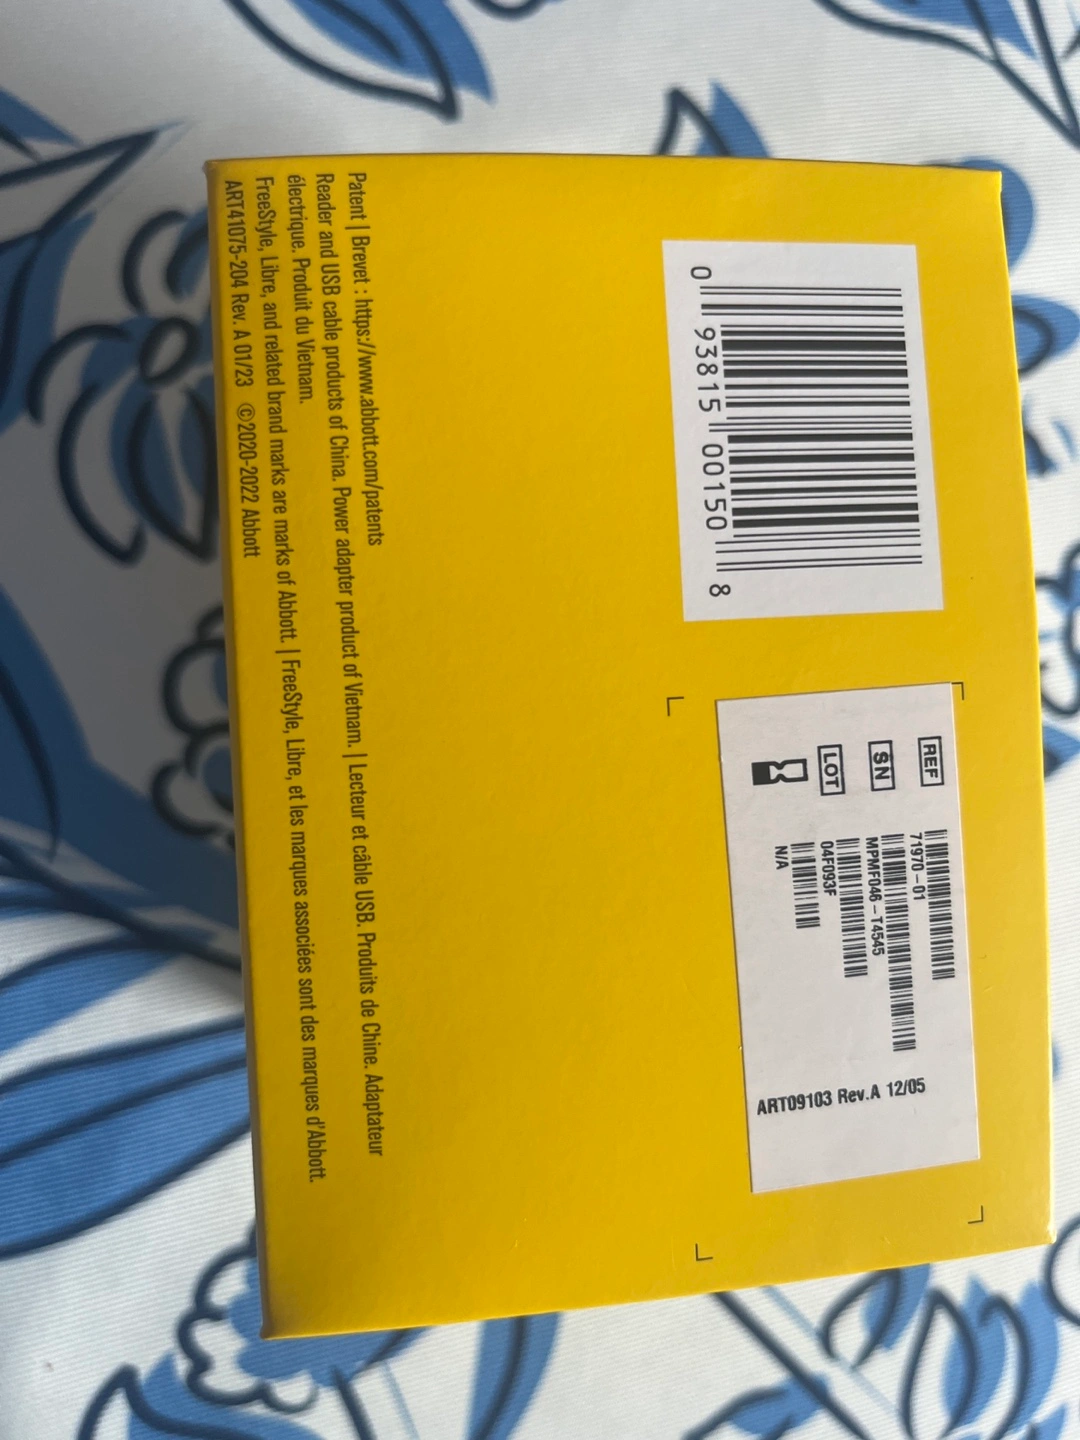 0 93815 00150 8
REF
71970-01
SN
MPMF046-T4545
LOT
04F093F
N/A
ART09103 Rev.A 12/05
Patent | Brevet : https://www.abbott.com/patents
Reader and USB cable products of China. Power adapter product of Vietnam. | Lecteur et câble USB. Produits de Chine. Adaptateur
électrique. Produit du Vietnam.
FreeStyle, Libre, and related brand marks are marks of Abbott. | FreeStyle, Libre, et les marques associées sont des marques d'Abbott.
ART41075-204 Rev. A 01/23 ©2020-2022 Abbott